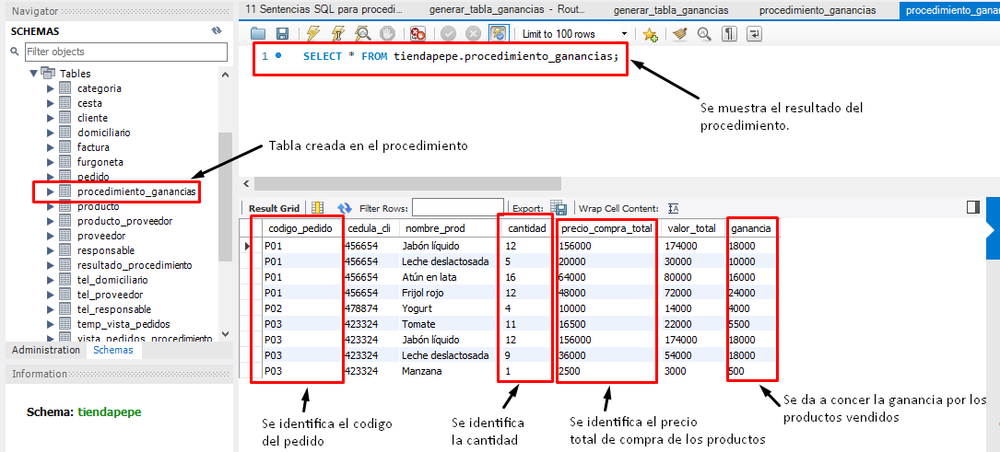 Navigator
11 Sentencias SQL para procedi...
generar_tabla_ganancias - Rout...
generar_tabla_ganancias
procedimiento_ganancias
procedimiento_gana
SCHEMAS
Filter objects
Limit to 100 rows
1 SELECT * FROM tiendapepe.procedimiento_ganancias;
Se muestra el resultado del
procedimiento.
Tables
categoria
cesta
cliente
domiciliario
factura
furgoneta
pedido
procedimiento_ganancias
producto
producto_proveedor
proveedor
responsable
resultado_procedimiento
tel_domiciliario
tel_proveedor
tel_responsable
temp_vista_pedidos
vista_pedidos_procedimiento
Tabla creada en el procedimiento
Administration Schemas
Information
Schema: tiendapepe
Result Grid Filter Rows: Export: Wrap Cell Content:
codigo_pedido cedula_cli nombre_prod cantidad precio_compra_total valor_total ganancia
P01 456654 Jabón líquido 12 156000 174000 18000
P01 456654 Leche deslactosada 5 20000 30000 10000
P01 456654 Atún en lata 16 64000 80000 16000
P01 456654 Frijol rojo 12 48000 72000 24000
P02 478874 Yogurt 4 10000 14000 4000
P03 423324 Tomate 11 16500 22000 5500
P03 423324 Jabón líquido 12 156000 174000 18000
P03 423324 Leche deslactosada 9 36000 54000 18000
P03 423324 Manzana 1 2500 3000 500
Se identifica el codigo
del pedido
Se identifica
la cantidad
Se identifica el precio
total de compra de los productos
Se da a concer la ganancia por los
productos vendidos